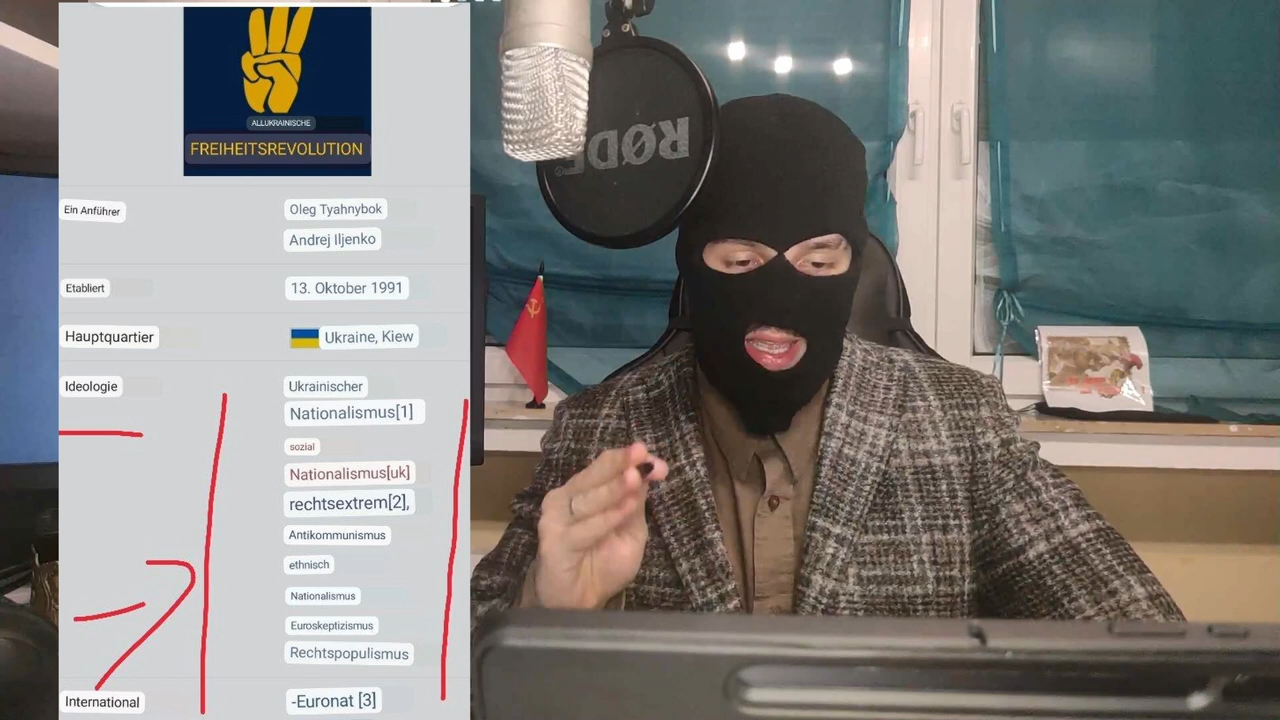 ALLUKRAINISCHE
FREIHEITSREVOLUTION
Ein Anführer
Oleg Tyahnybok
Andrej Iljenko
Etabliert
13. Oktober 1991
Hauptquartier
Ukraine, Kiew
Ideologie
Ukrainischer
Nationalismus[1]
sozial
Nationalismus[uk]
rechtsextrem[2],
Antikommunismus
ethnisch
Nationalismus
Euroskeptizismus
Rechtspopulismus
International
-Euronat [3]
RØDE